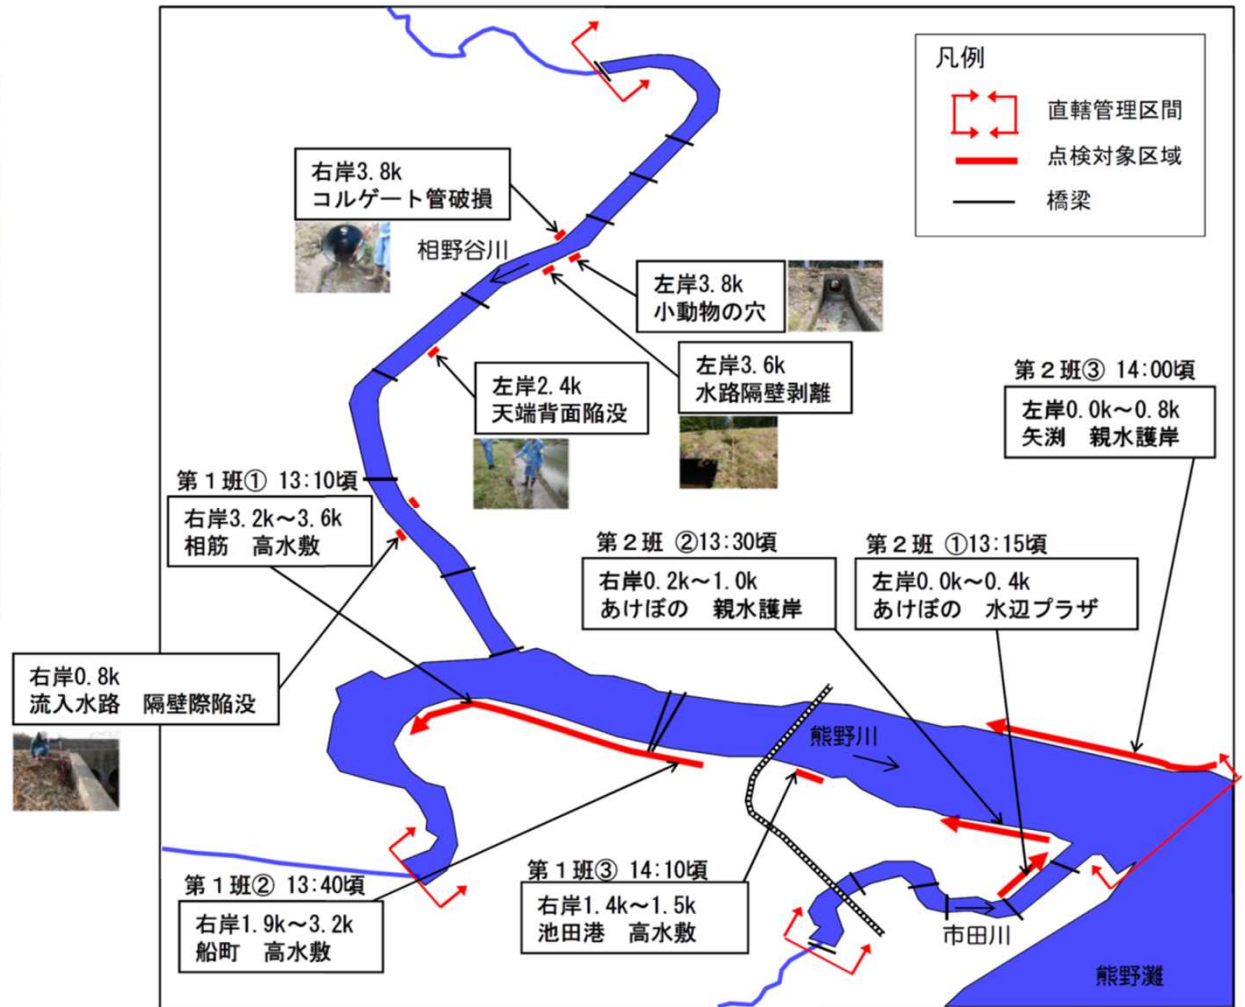 凡例
直轄管理区間
点検対象区域
橋梁
右岸3.8k
コルゲート管破損
相野谷川
左岸3.8k
小動物の穴
左岸3.6k
水路隔壁剥離
左岸2.4k
天端背面陥没
第2班③ 14:00頃
左岸0.0k～0.8k
矢渕 親水護岸
第1班① 13:10頃
右岸3.2k～3.6k
相筋 高水敷
第2班 ②13:30頃
右岸0.2k～1.0k
あけぼの 親水護岸
第2班 ①13:15頃
左岸0.0k～0.4k
あけぼの 水辺プラザ
右岸0.8k
流入水路 隔壁際陥没
熊野川
第1班② 13:40頃
右岸1.9k～3.2k
船町 高水敷
第1班③ 14:10頃
右岸1.4k～1.5k
池田港 高水敷
市田川
熊野灘